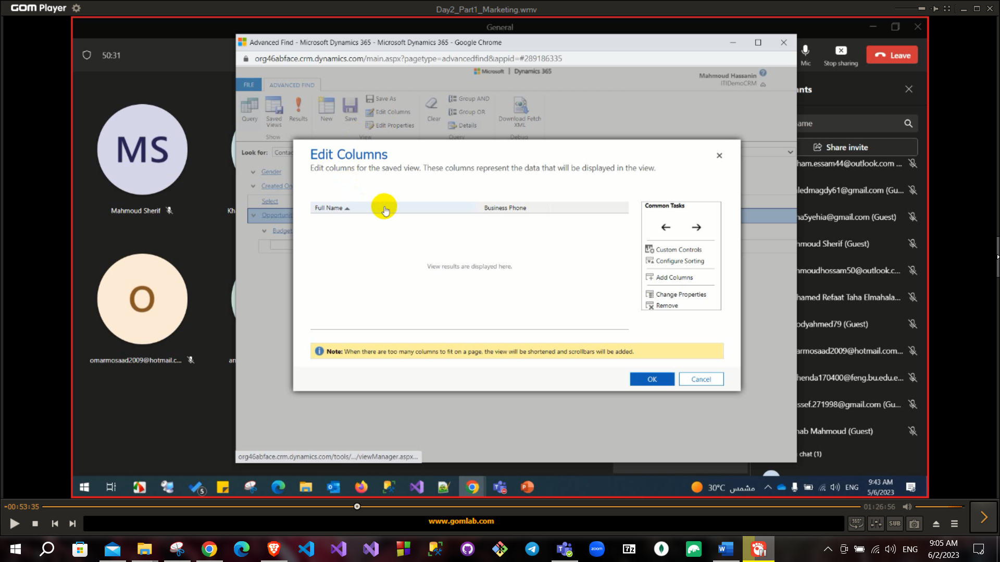 GOM Player
Day2_Part1_Marketing.wmv
General
50:31
Advanced Find - Microsoft Dynamics 365 - Microsoft Dynamics 365 - Google Chrome
org46abface.crm.dynamics.com/main.aspx?pagetype=advancedfind&appid=#289186335
Microsoft | Dynamics 365
Mahmoud Hassanin
ITIDemoCRM
FILE
ADVANCED FIND
Query
Saved Views
Results
New
Save
Save As
Edit Columns
Edit Properties
Clear
Group AND
Group OR
Details
Download Fetch XML
Show
View
Query
Debug
Look for:
Contac
Gender
Created On
Select
Opportunit
Budget
Edit Columns
Edit columns for the saved view. These columns represent the data that will be displayed in the view.
Full Name
Business Phone
View results are displayed here.
Common Tasks
Custom Controls
Configure Sorting
Add Columns
Change Properties
Remove
Note: When there are too many columns to fit on a page, the view will be shortened and scrollbars will be added.
OK
Cancel
org46abface.crm.dynamics.com/tools/.../viewManager.aspx...
MS
Mahmoud Sherif
Kh
O
omarmosaad2009@hotmail.c...
an
Mic
Stop sharing
Leave
nts
ame
Share invite
ham.essam44@outlook.com ...
ledmagdy61@gmail.com (Gu...
na5yehia@gmail.com (Guest)
hmoud Sherif (Guest)
hmoudhossam50@outlook.c...
hamed Refaat Taha Elmahala...
odyahmed79 (Guest)
armosaad2009@hotmail.com...
henda170400@feng.bu.edu.e...
ssef.271998@gmail.com (Gu...
nab Mahmoud (Guest)
chat (1)
5
30°C مشمس
ENG
9:43 AM
5/6/2023
-00:53:35
01:26:56
www.gomlab.com
360°
SUB
zoom
7z
W
ENG
9:05 AM
6/2/2023